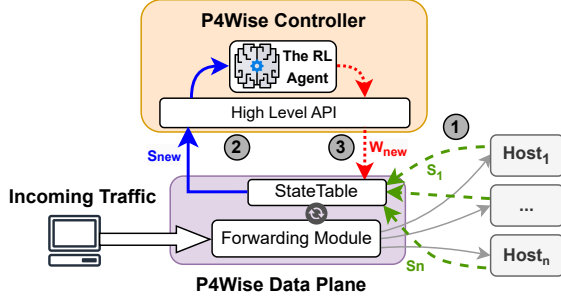 P4Wise Controller
The RL
Agent
High Level API
2
3
1
Snew
Wnew
S1
Host1
StateTable
...
Incoming Traffic
Forwarding Module
Sn
Hostn
P4Wise Data Plane